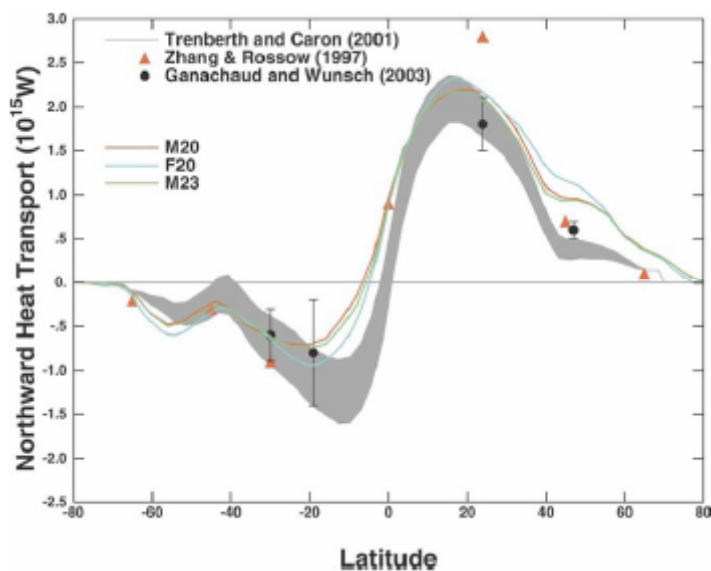 3.0
2.5
2.0
1.5
1.0
.5
0.
-.5
-1.0
-1.5
-2.0
-2.5
Northward Heat Transport (10¹⁵W)
Trenberth and Caron (2001)
Zhang & Rossow (1997)
Ganachaud and Wunsch (2003)
M20
F20
M23
-80 -60 -40 -20 0 20 40 60 80
Latitude